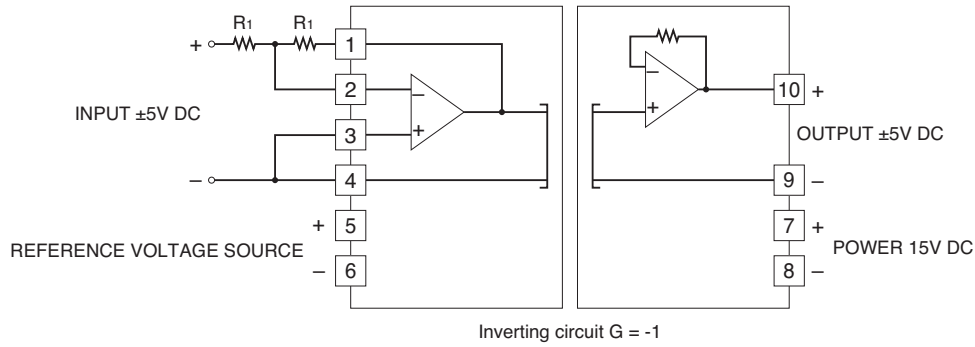 R1 R1
+ 1
2 − − 10 +
INPUT ±5V DC
3 + + OUTPUT ±5V DC
− 4 9 −
+ 5 7 +
REFERENCE VOLTAGE SOURCE POWER 15V DC
− 6 8 −
Inverting circuit G = -1